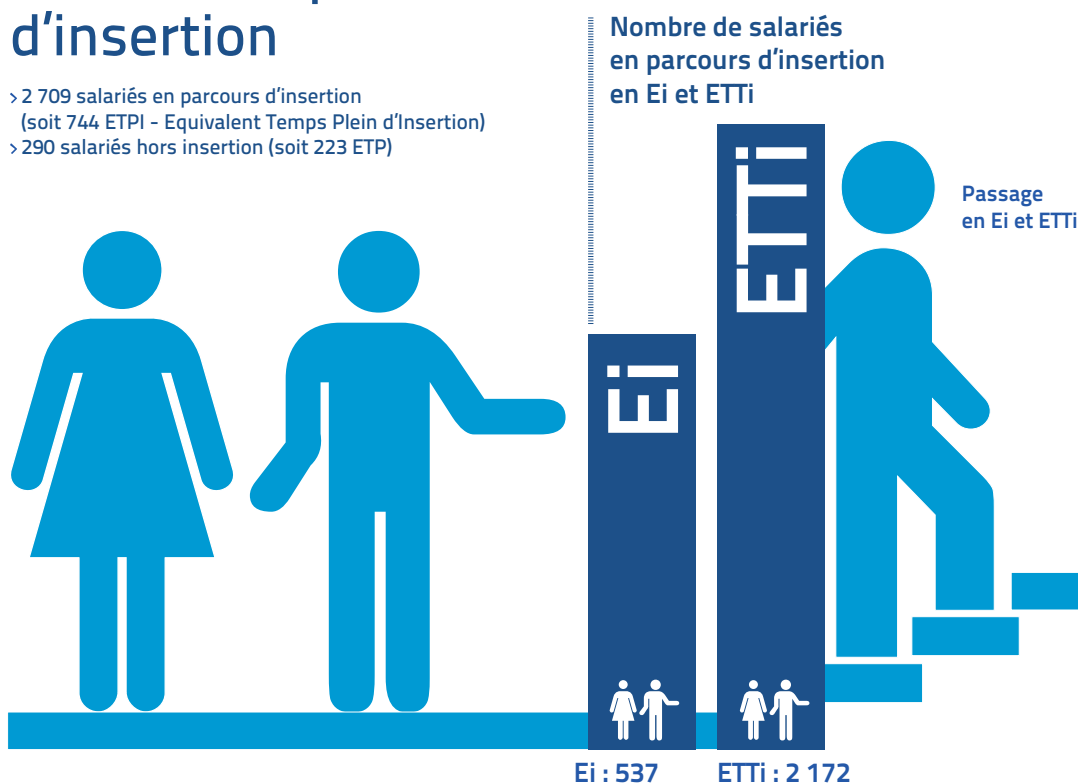 d’insertion
› 2 709 salariés en parcours d’insertion
(soit 744 ETPI - Equivalent Temps Plein d’Insertion)
› 290 salariés hors insertion (soit 223 ETP)
Nombre de salariés
en parcours d’insertion
en Ei et ETTi
Ei
ETTi
Passage
en Ei et ETTi
Ei : 537
ETTi : 2 172